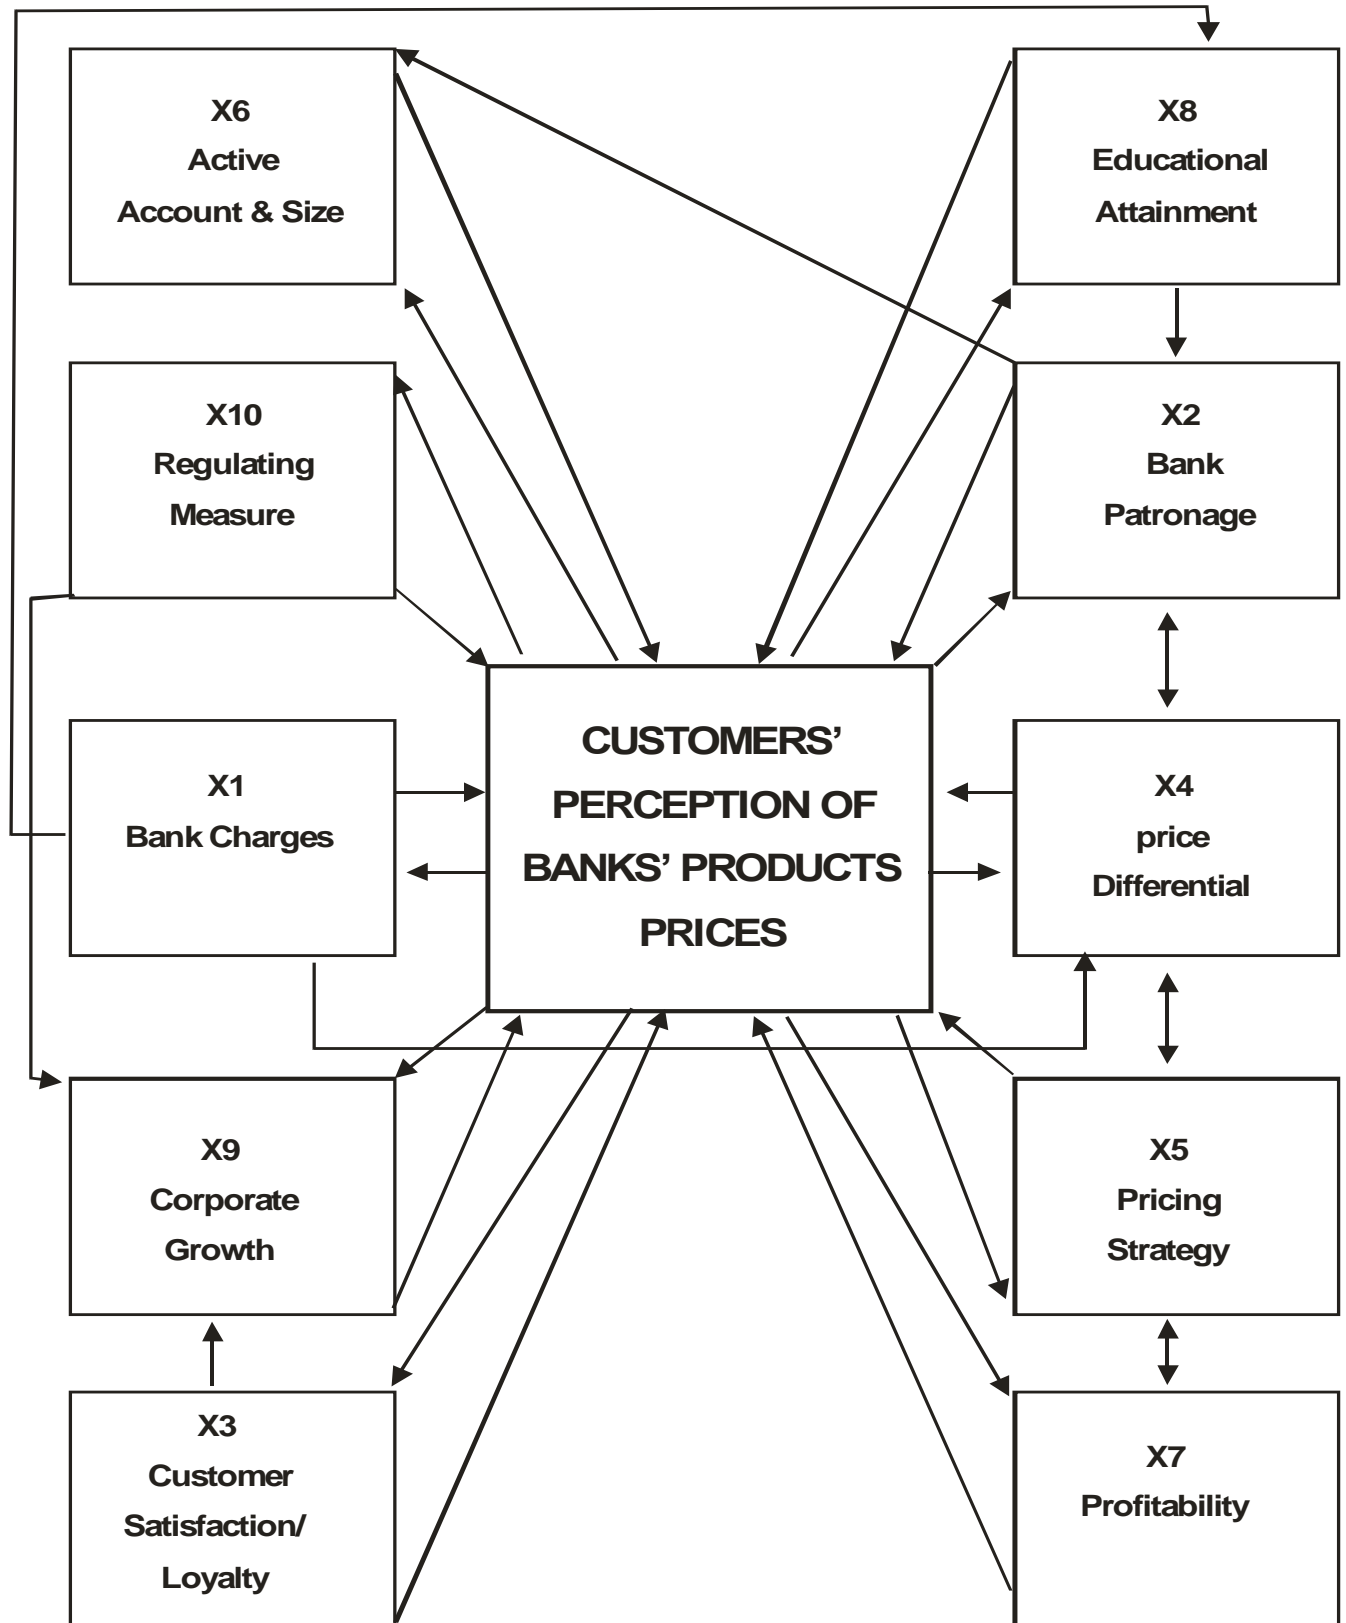 X6
Active
Account & Size
X8
Educational
Attainment
X10
Regulating
Measure
X2
Bank
Patronage
X1
Bank Charges
CUSTOMERS’
PERCEPTION OF
BANKS’ PRODUCTS
PRICES
X4
price
Differential
X9
Corporate
Growth
X5
Pricing
Strategy
X3
Customer
Satisfaction/
Loyalty
X7
Profitability